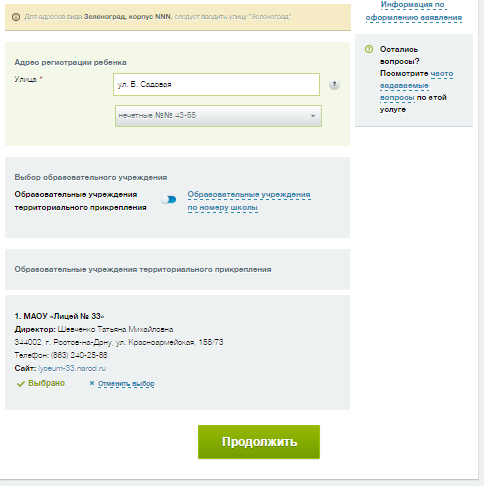 Для адресов вида Зеленоград, корпус NNN, следует вводить улицу "Зеленоград"
Информация по
оформлению заявления
Остались
вопросы?
Посмотрите часто
задаваемые
вопросы по этой
услуге
Адрес регистрации ребенка
Улица *
ул. Б. Садовая
?
нечетные №№ 43-55
Выбор образовательного учреждения
Образовательные учреждения
территориального прикрепления
Образовательные учреждения
по номеру школы
Образовательные учреждения территориального прикрепления
1. МАОУ «Лицей № 33»
Директор: Шевченко Татьяна Михайловна
344002, г. Ростов-на-Дону, ул. Красноармейская, 158/73
Телефон: (863) 240-25-88
Сайт: lyceum-33.narod.ru
Выбрано
Отменить выбор
Продолжить